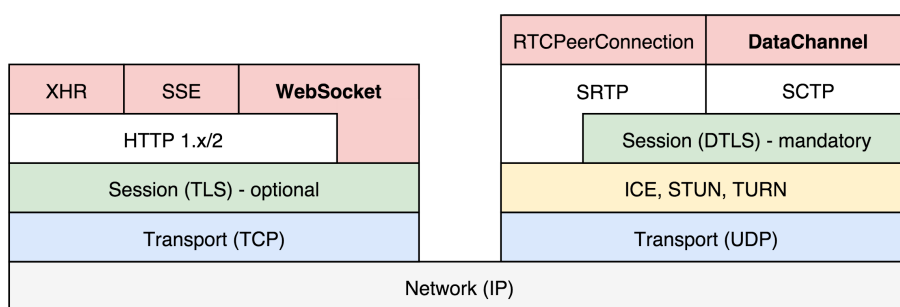 RTCPeerConnection
DataChannel
XHR
SSE
WebSocket
SRTP
SCTP
HTTP 1.x/2
Session (DTLS) - mandatory
Session (TLS) - optional
ICE, STUN, TURN
Transport (TCP)
Transport (UDP)
Network (IP)